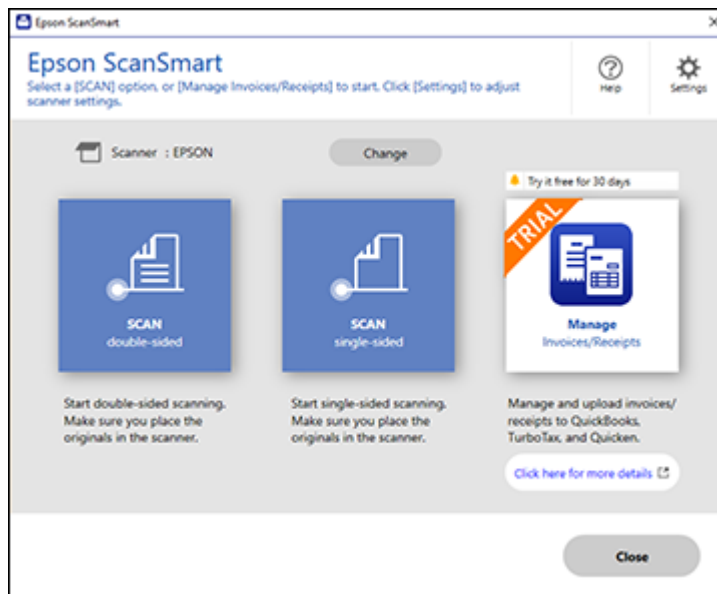 Epson ScanSmart
Epson ScanSmart
Select a [SCAN] option, or [Manage Invoices/Receipts] to start. Click [Settings] to adjust
scanner settings.
Help
Settings
Scanner : EPSON
Change
Try it free for 30 days
TRIAL
SCAN
double-sided
SCAN
single-sided
Manage
Invoices/Receipts
Start double-sided scanning.
Make sure you place the
originals in the scanner.
Start single-sided scanning.
Make sure you place the
originals in the scanner.
Manage and upload invoices/
receipts to QuickBooks,
TurboTax, and Quicken.
Click here for more details
Close